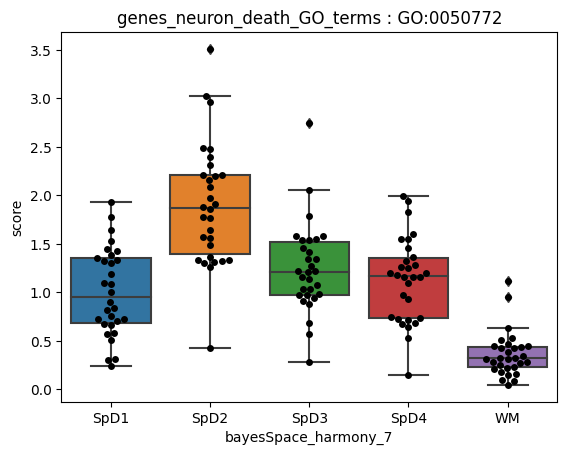 genes_neuron_death_GO_terms : GO:0050772
score
3.5
3.0
2.5
2.0
1.5
1.0
0.5
0.0
SpD1 SpD2 SpD3 SpD4 WM
bayesSpace_harmony_7